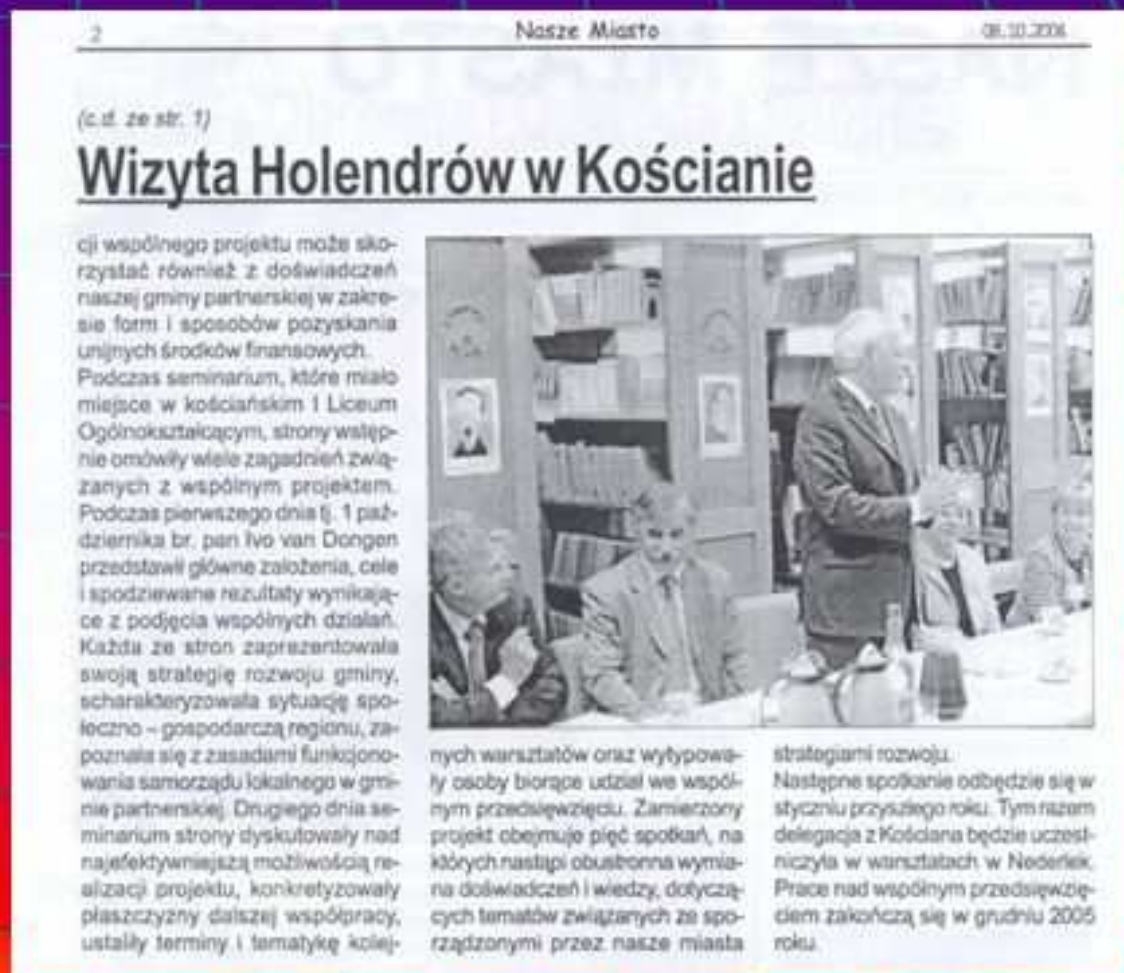 2
Nasze Miasto
(c.d. ze str. 1)
Wizyta Holendrów w Kościanie
cji wspólnego projektu może sko-
rzystać również z doświadczeń
naszej gminy partnerskiej w zakre-
sie form i sposobów pozyskania
unijnych środków finansowych.
Podczas seminarium, które miało
miejsce w kościańskim I Liceum
Ogólnokształcącym, strony wstęp-
nie omówiły wiele zagadnień zwią-
zanych z wspólnym projektem.
Podczas pierwszego dnia tj. 1 paź-
dziernika br. pan Ivo van Dongen
przedstawił główne założenia, cele
i spodziewane rezultaty wynikają-
ce z podjęcia wspólnych działań.
Każda ze stron zaprezentowała
swoją strategię rozwoju gminy,
scharakteryzowała sytuację spo-
łeczno – gospodarczą regionu, za-
poznała się z zasadami funkcjono-
wania samorządu lokalnego w gmi-
nie partnerskiej. Drugiego dnia se-
minarium strony dyskutowały nad
najefektywniejszą możliwością re-
alizacji projektu, konkretyzowały
płaszczyzny dalszej współpracy,
ustaliły terminy i tematykę kolej-
nych warsztatów oraz wytypowa-
ły osoby biorące udział we wspól-
nym przedsięwzięciu. Zamierzony
projekt obejmuje pięć spotkań, na
których nastąpi obustronna wymia-
na doświadczeń i wiedzy, dotyczą-
cych tematów związanych ze spo-
rządzonymi przez nasze miasta
strategiami rozwoju.
Następne spotkanie odbędzie się w
styczniu przyszłego roku. Tym razem
delegacja z Kościana będzie uczest-
niczyła w warsztatach w Nederlek.
Prace nad wspólnym przedsięwzię-
ciem zakończą się w grudniu 2005
roku.